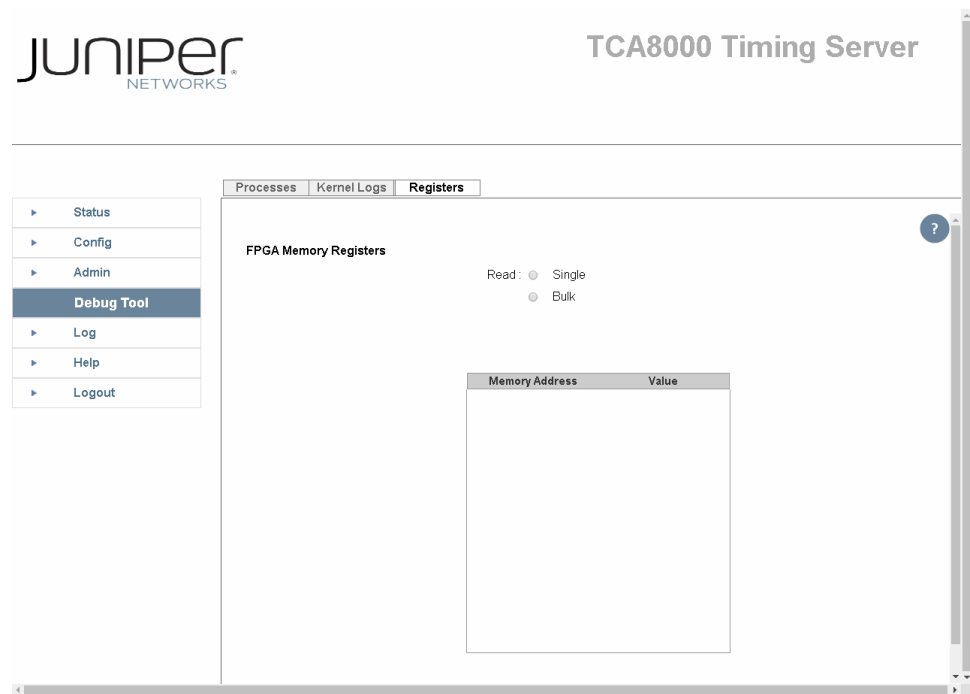 JUNIPER
NETWORKS
TCA8000 Timing Server
Processes Kernel Logs Registers
Status
Config
Admin
Debug Tool
Log
Help
Logout
?
FPGA Memory Registers
Read : Single
Bulk
Memory Address Value